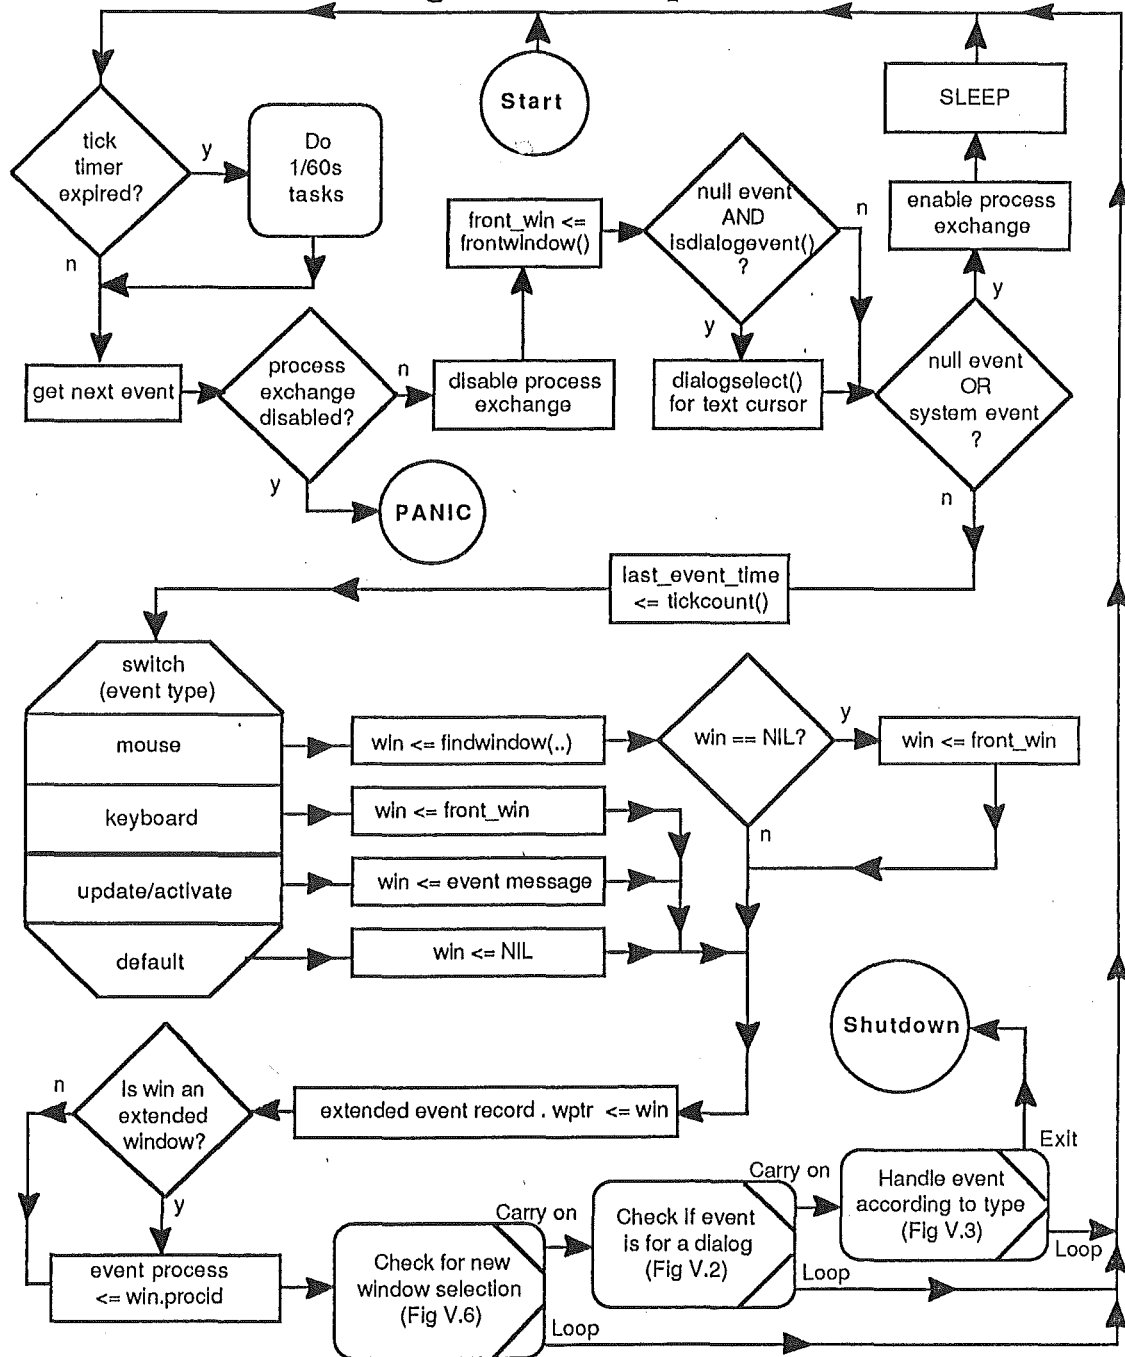 Start
SLEEP
tick
timer
expired?
y
Do
1/60s
tasks
n
front_win <=
frontwindow()
null event
AND
isdialogevent()
?
n
y
enable process
exchange
y
get next event
process
exchange
disabled?
n
y
disable process
exchange
dialogselect()
for text cursor
null event
OR
system event
?
n
PANIC
last_event_time
<= tickcount()
switch
(event type)
mouse
win <= findwindow(..)
win == NIL?
y
win <= front_win
n
keyboard
win <= front_win
update/activate
win <= event message
default
win <= NIL
Shutdown
Is win an
extended
window?
n
y
extended event record . wptr <= win
event process
<= win.procid
Check for new
window selection
(Fig V.6)
Carry on
Loop
Check if event
is for a dialog
(Fig V.2)
Carry on
Loop
Handle event
according to type
(Fig V.3)
Exit
Loop